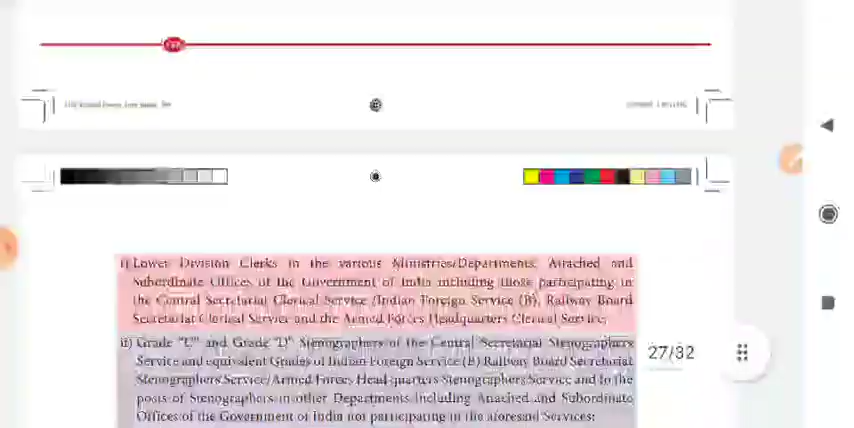 i) Lower Division Clerks in the various Ministries/Departments, Attached and
Subordinate Offices of the Government of India including those participating in
the Central Secretariat Clerical Service /Indian Foreign Service (B), Railway Board
Secretariat Clerical Service and the Armed Forces Headquarters Clerical Service;
ii) Grade "C" and Grade "D" Stenographers of the Central Secretariat Stenographers
Service and equivalent Grades of Indian Foreign Service (B) Railway Board Secretariat
Stenographers Service/Armed Forces Head-quarters Stenographers Service and to the
posts of Stenographers in other Departments including Attached and Subordinate
Offices of the Government of India not participating in the aforesaid Services;
27/32